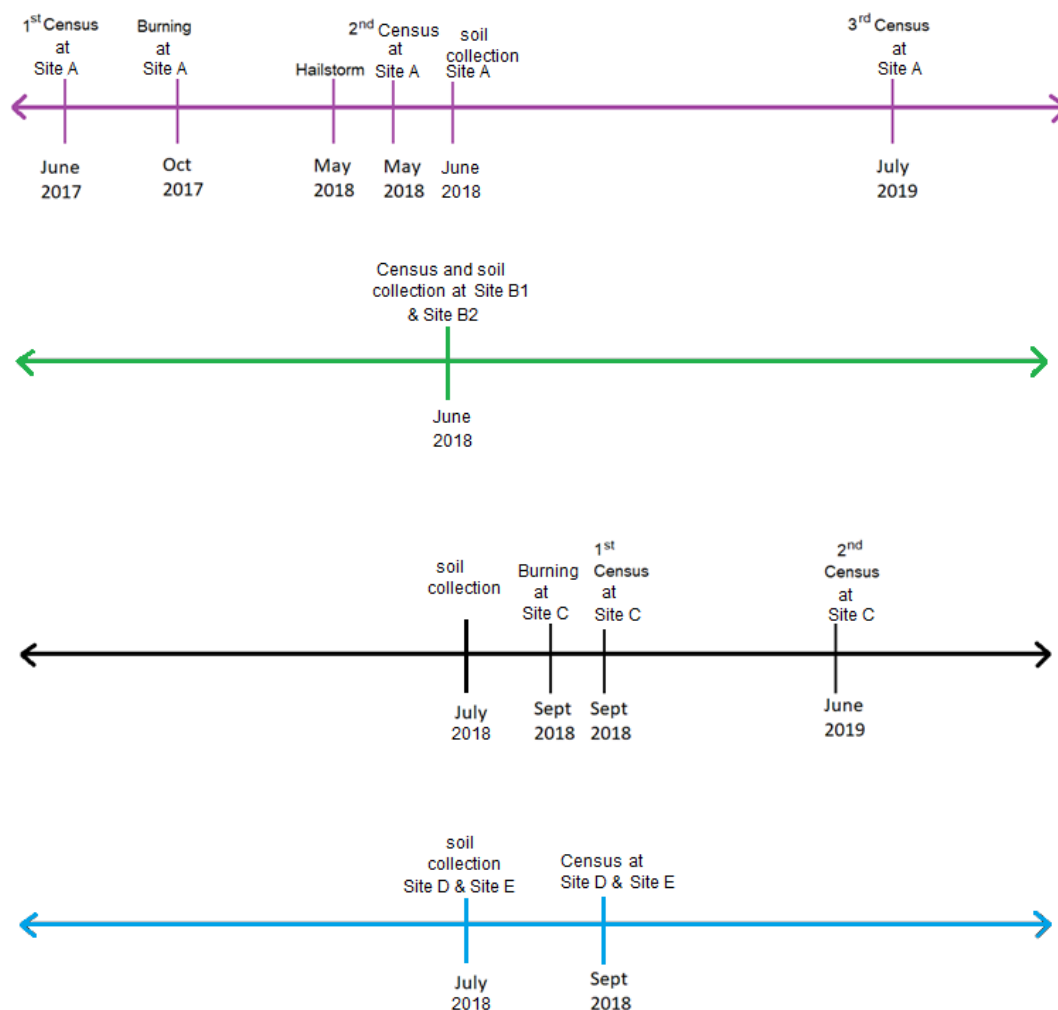 1st Census
at
Site A
Burning
at
Site A
Hailstorm
2nd Census
at
Site A
soil
collection
Site A
3rd Census
at
Site A
June
2017
Oct
2017
May
2018
May
2018
June
2018
July
2019
Census and soil
collection at Site B1
& Site B2
June
2018
soil
collection
Burning
at
Site C
1st
Census
at
Site C
2nd
Census
at
Site C
July
2018
Sept
2018
Sept
2018
June
2019
soil
collection
Site D & Site E
Census at
Site D & Site E
July
2018
Sept
2018